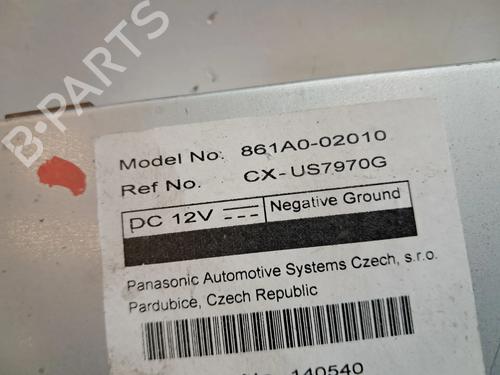 Model No: 861A0-02010
Ref No. CX-US7970G
DC 12V Negative Ground
Panasonic Automotive Systems Czech, s.r.o.
Pardubice, Czech Republic
140540
B-PARTS